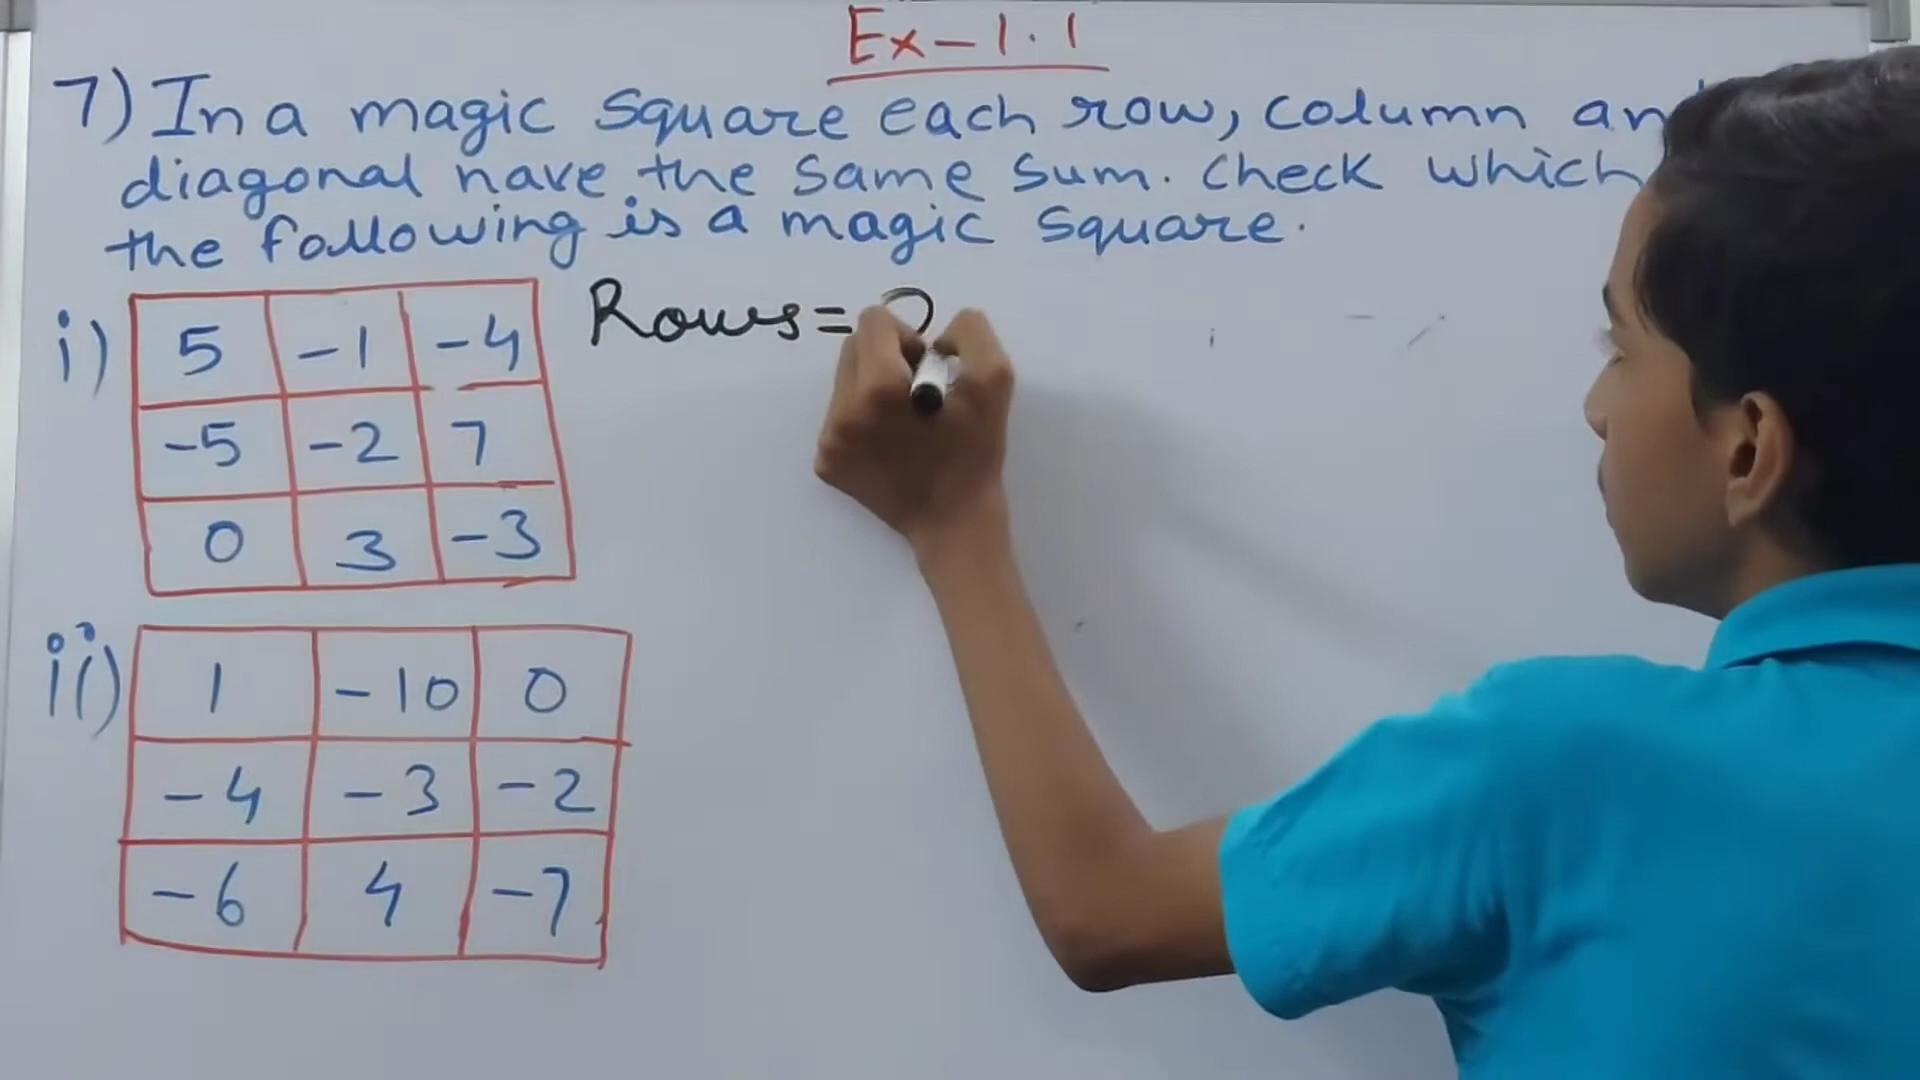 Ex-1.1
7) In a magic square each row, column
diagonal have the same sum. Check which
the following is a magic square.
i)
5 -1 -4
Rows=
-5 -2 7
0 3 -3
ii)
1 -10 0
-4 -3 -2
-6 4 -7